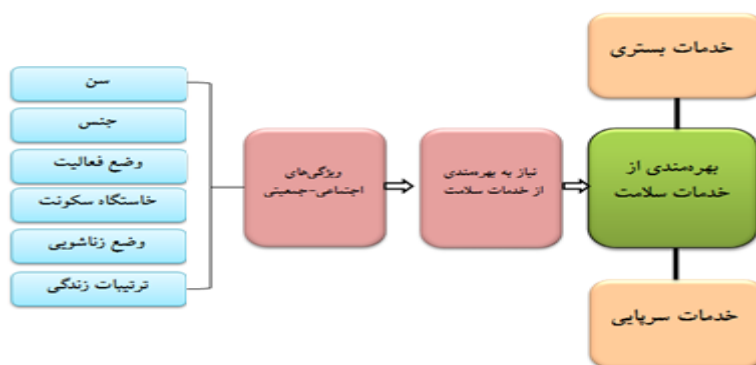 خدمات بستری
سن
جنس
وضع فعالیت
خاستگاه سکونت
وضع زناشویی
ترتیبات زندگی
ویژگی‌های
اجتماعی-جمعیتی
نیاز به بهره‌مندی
از خدمات سلامت
بهره‌مندی از
خدمات سلامت
خدمات سرپایی